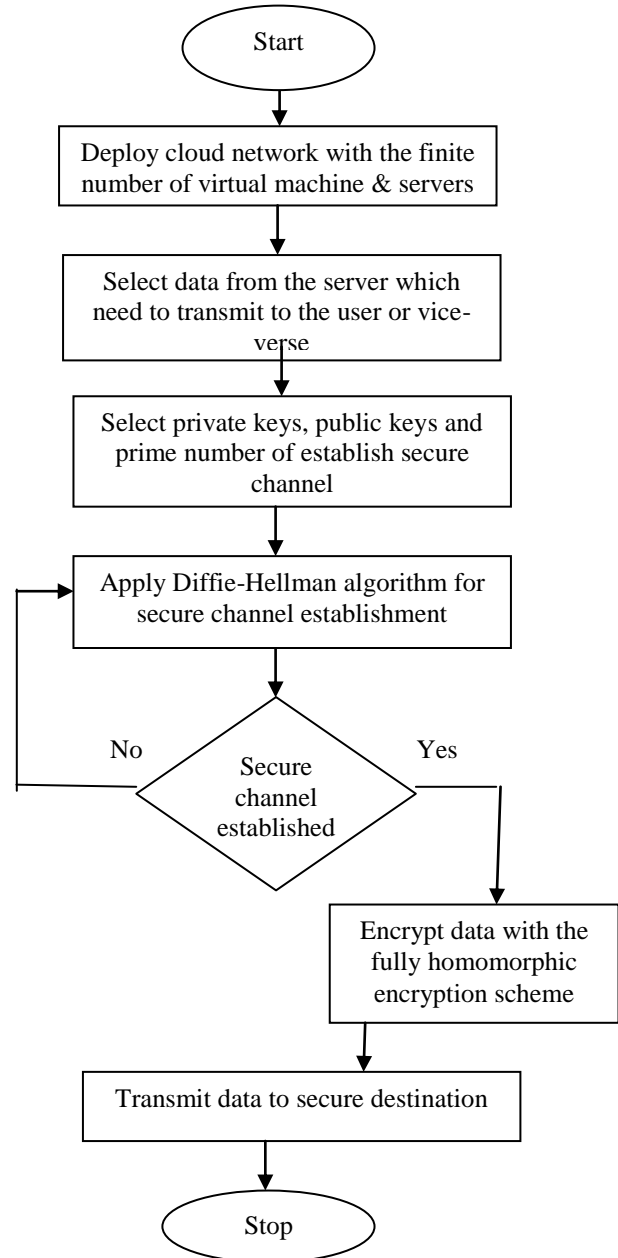 Start
Deploy cloud network with the finite
number of virtual machine & servers
Select data from the server which
need to transmit to the user or vice-
verse
Select private keys, public keys and
prime number of establish secure
channel
Apply Diffie-Hellman algorithm for
secure channel establishment
No
Yes
Secure
channel
established
Encrypt data with the
fully homomorphic
encryption scheme
Transmit data to secure destination
Stop